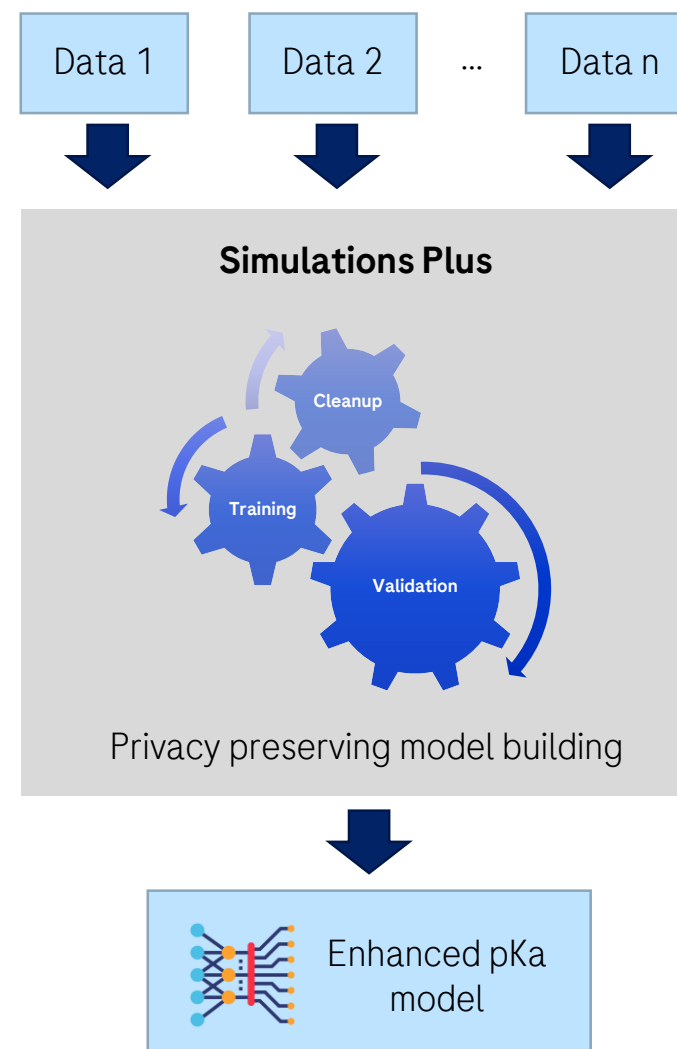 Data 1
Data 2
...
Data n
Simulations Plus
Cleanup
Training
Validation
Privacy preserving model building
Enhanced pKa
model